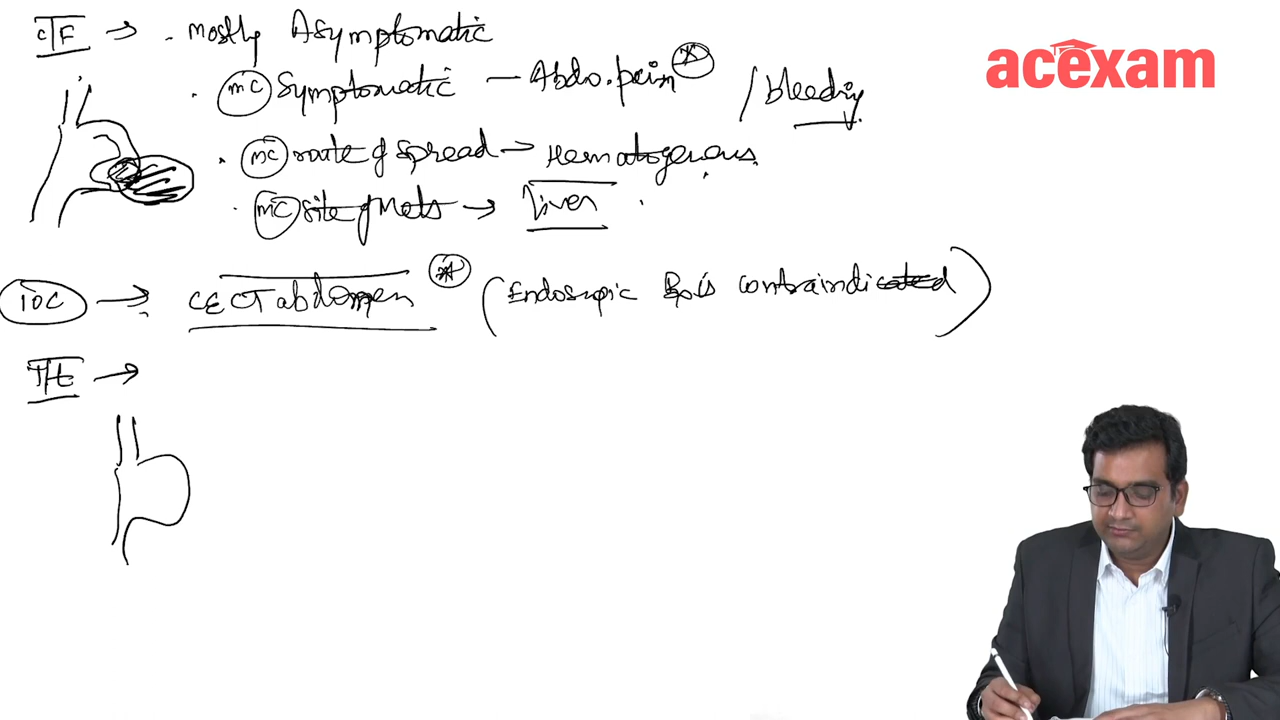 C/F → . mostly Asymptomatic
acexam
. mc Symptomatic – Abdo. pain * / bleeding
. mc route of spread → Hematogenous.
. mc site of Mets → Liver .
IOC → CECT abdomen * (Endoscopic is contraindicated)
T/t →